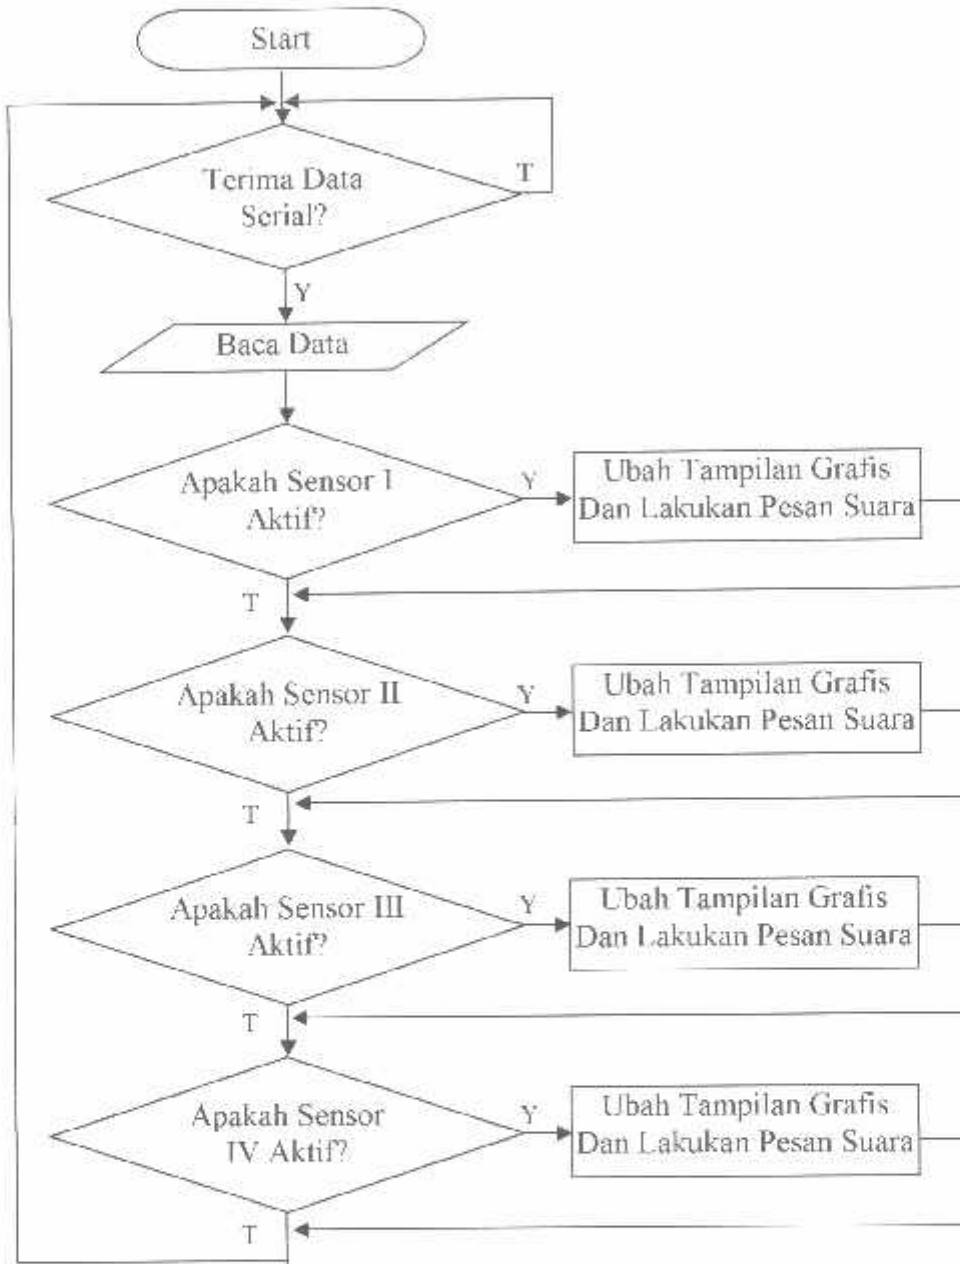 Start
Terima Data
Serial?
T
Y
Baca Data
Apakah Sensor I
Aktif?
Y
Ubah Tampilan Grafis
Dan Lakukan Pesan Suara
T
Apakah Sensor II
Aktif?
Y
Ubah Tampilan Grafis
Dan Lakukan Pesan Suara
T
Apakah Sensor III
Aktif?
Y
Ubah Tampilan Grafis
Dan Lakukan Pesan Suara
T
Apakah Sensor
IV Aktif?
Y
Ubah Tampilan Grafis
Dan Lakukan Pesan Suara
T